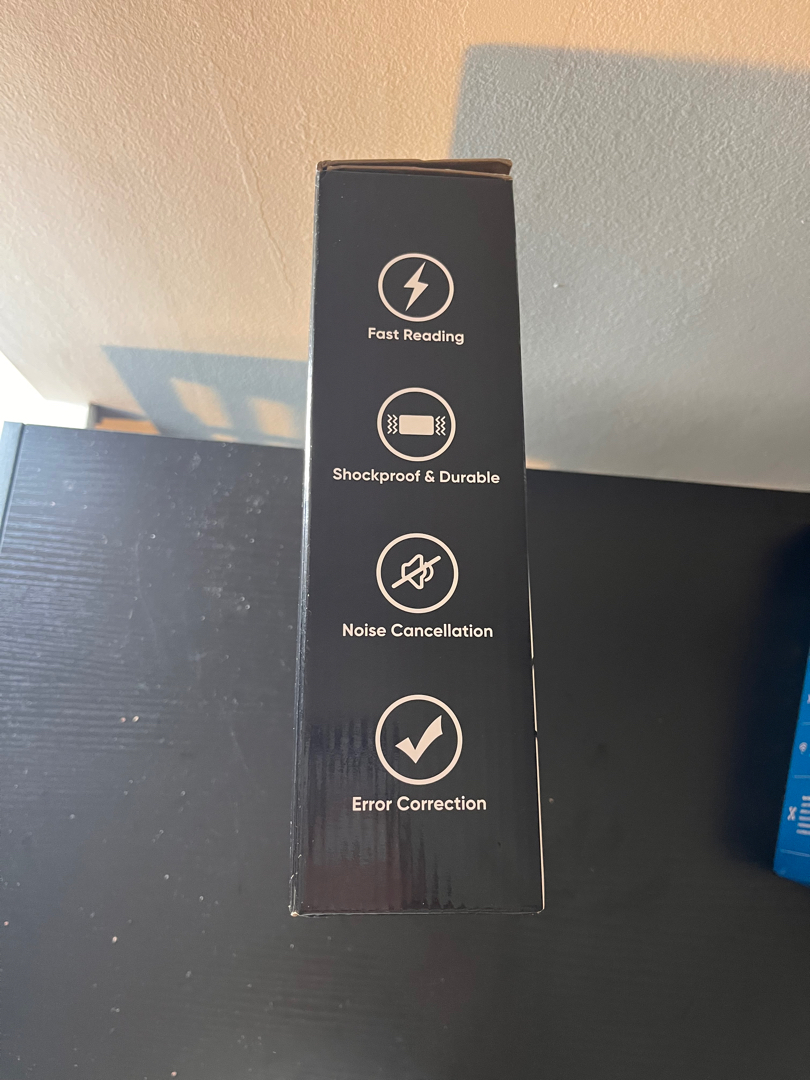 Fast Reading
Shockproof & Durable
Noise Cancellation
Error Correction